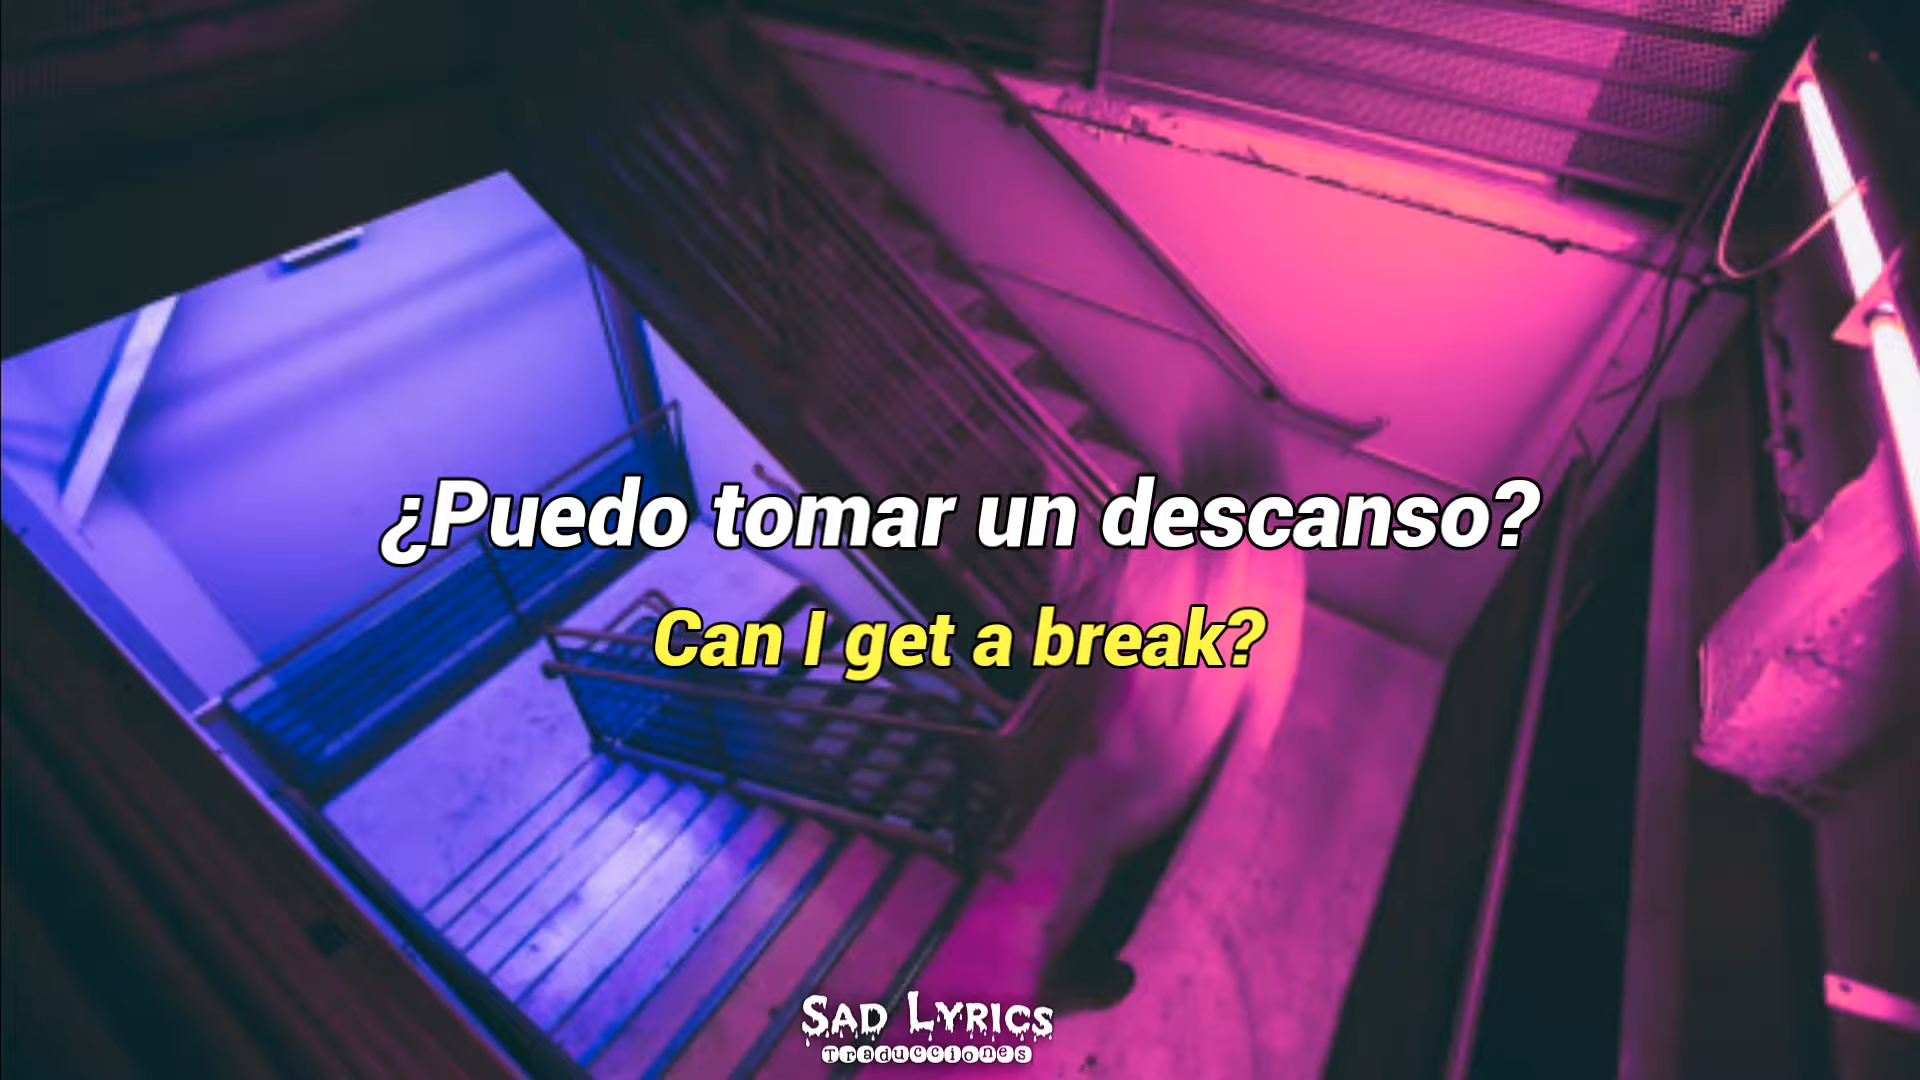 ¿Puedo tomar un descanso?
Can I get a break?
SAD LYRICS
Traducciones